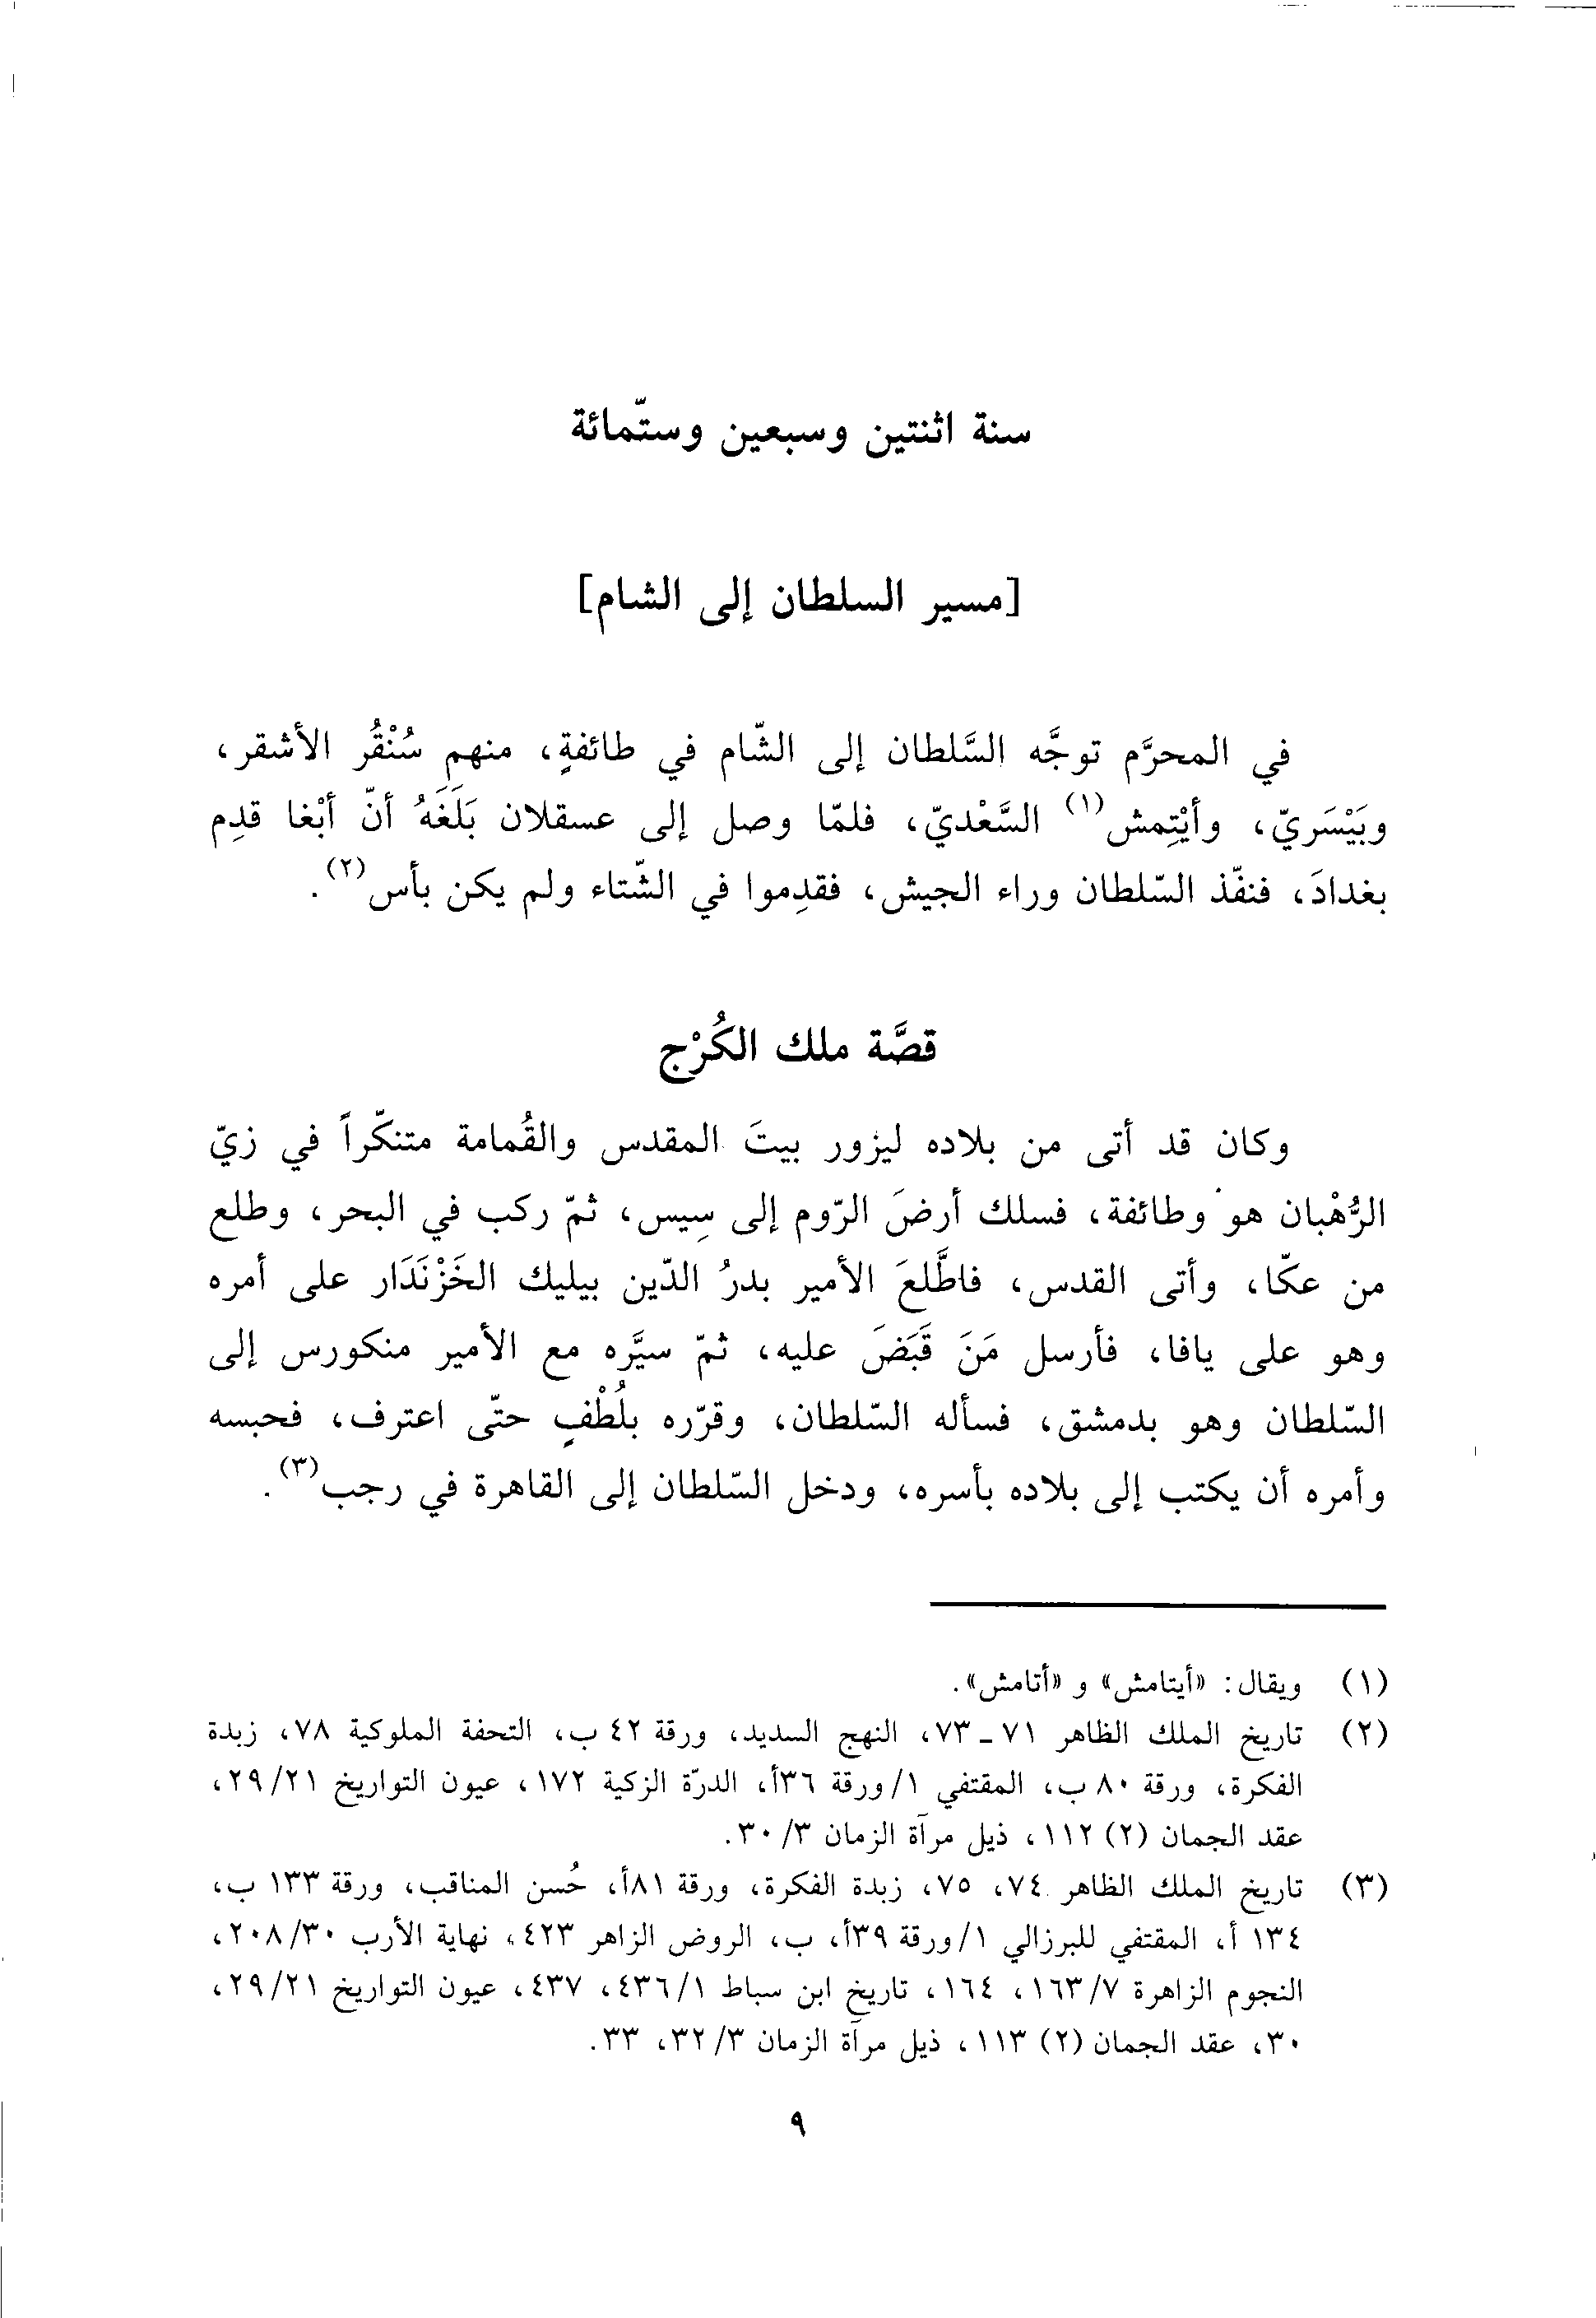 سنة اثنتين وسبعين وستّمائة
[مسير السلطان إلى الشام]
في المحرَّم توجَّه السَّلطان إلى الشّام في طائفةٍ، منهم سُنْقُر الأشقر،
وبَيْسَريّ، وأَيْتِمش(١) السَّعْديّ، فلمّا وصل إلى عسقلان بَلَغَهُ أنّ أبْغا قدِم
بغدادَ، فنفّذ السّلطان وراء الجيش، فقدِموا في الشّتاء ولم يكن بأس(٢).
قصَّة ملك الكُرْج
وكان قد أتى من بلاده ليزور بيتَ المقدس والقُمامة متنكّراً في زيّ
الرُّهْبان هو وطائفة، فسلك أرضَ الرّوم إلى سِيس، ثمّ ركب في البحر، وطلع
من عكّا، وأتى القدس، فاطَّلعَ الأمير بدرُ الدّين بيليك الخَزْنَدَار على أمره
وهو على يافا، فأرسل مَنَ قَبَضَ عليه، ثمّ سيَّره مع الأمير منكورس إلى
السّلطان وهو بدمشق، فسأله السّلطان، وقرّره بلُطْفٍ حتّى اعترف، فحبسه
وأمره أن يكتب إلى بلاده بأسره، ودخل السّلطان إلى القاهرة في رجب(٣).
(١) ويقال: «أيتامش» و «أتامش».
(٢) تاريخ الملك الظاهر ٧١ ـ ٧٣، النهج السديد، ورقة ٤٢ ب، التحفة الملوكية ٧٨، زبدة
الفكرة، ورقة ٨٠ ب، المقتفي ١/ورقة ٣٦أ، الدرّة الزكية ١٧٢، عيون التواريخ ٢٩/٢١،
عقد الجمان (٢) ١١٢، ذيل مرآة الزمان ٣٠/٣.
(٣) تاريخ الملك الظاهر ٧٤، ٧٥، زبدة الفكرة، ورقة ٨١أ، حُسن المناقب، ورقة ١٣٣ ب،
١٣٤ أ، المقتفي للبرزالي ١/ورقة ٣٩أ، ب، الروض الزاهر ٤٢٣، نهاية الأرب ٢٠٨/٣٠،
النجوم الزاهرة ١٦٣/٧، ١٦٤، تاريخ ابن سباط ٤٣٦/١، ٤٣٧، عيون التواريخ ٢٩/٢١،
٣٠، عقد الجمان (٢) ١١٣، ذيل مرآة الزمان ٣٢/٣، ٣٣.
٩